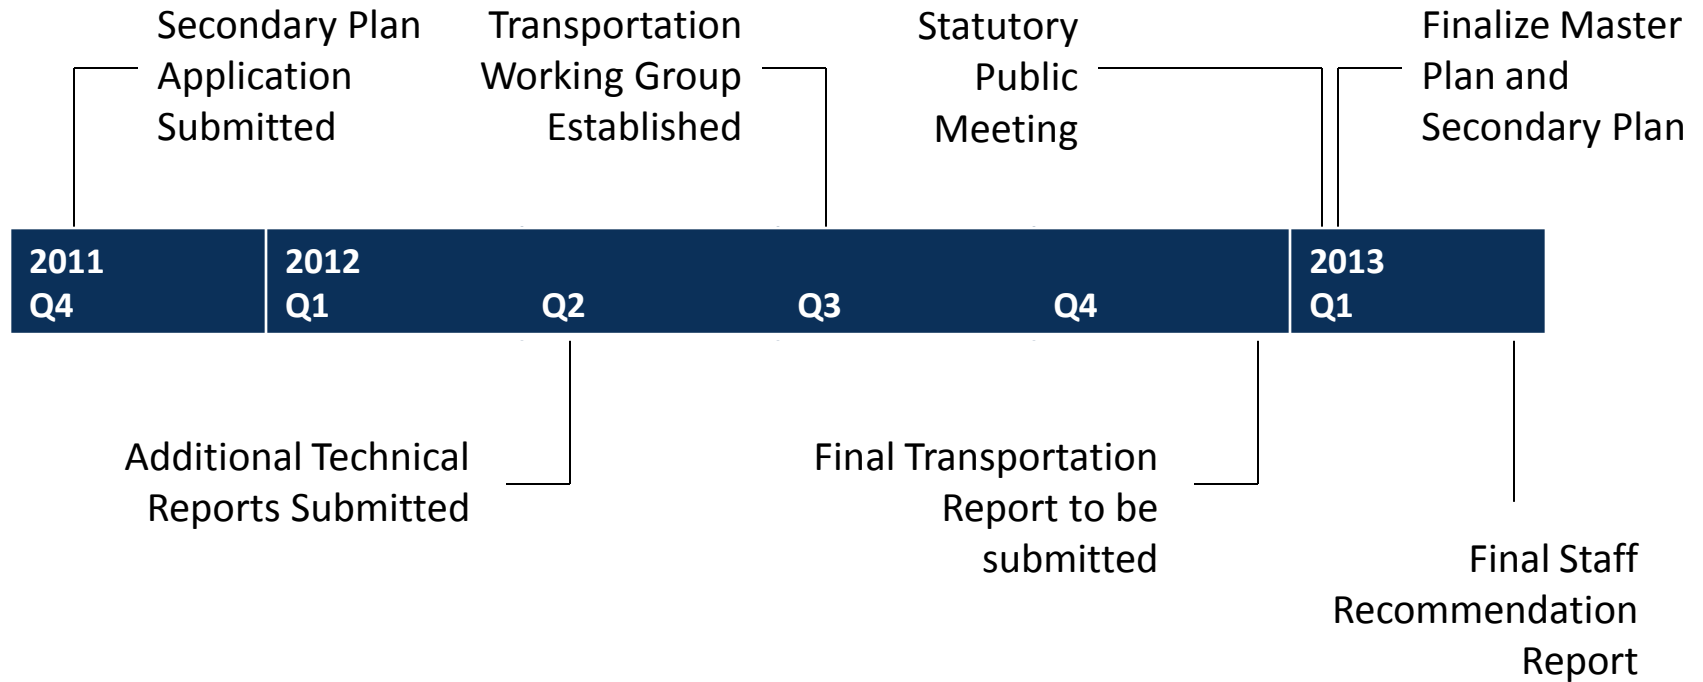 Secondary Plan
Application
Submitted
Transportation
Working Group
Established
Statutory
Public
Meeting
Finalize Master
Plan and
Secondary Plan
2011
Q4
2012
Q1
Q2
Q3
Q4
2013
Q1
Additional Technical
Reports Submitted
Final Transportation
Report to be
submitted
Final Staff
Recommendation
Report